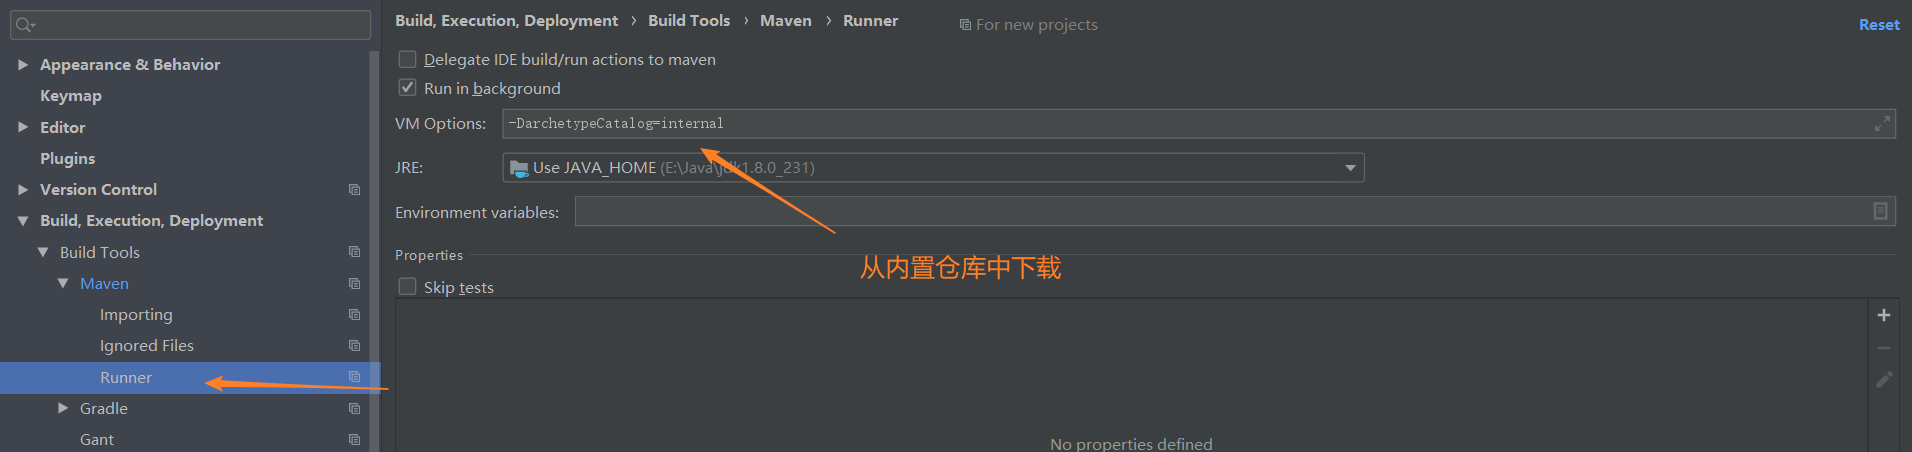 Build, Execution, Deployment › Build Tools › Maven › Runner
For new projects
Reset
Appearance & Behavior
Keymap
Editor
Plugins
Version Control
Build, Execution, Deployment
Build Tools
Maven
Importing
Ignored Files
Runner
Gradle
Gant
Delegate IDE build/run actions to maven
Run in background
VM Options: -DarchetypeCatalog=internal
JRE: Use JAVA_HOME (E:\Java\jdk1.8.0_231)
Environment variables:
从内置仓库中下载
Properties
Skip tests
No properties defined